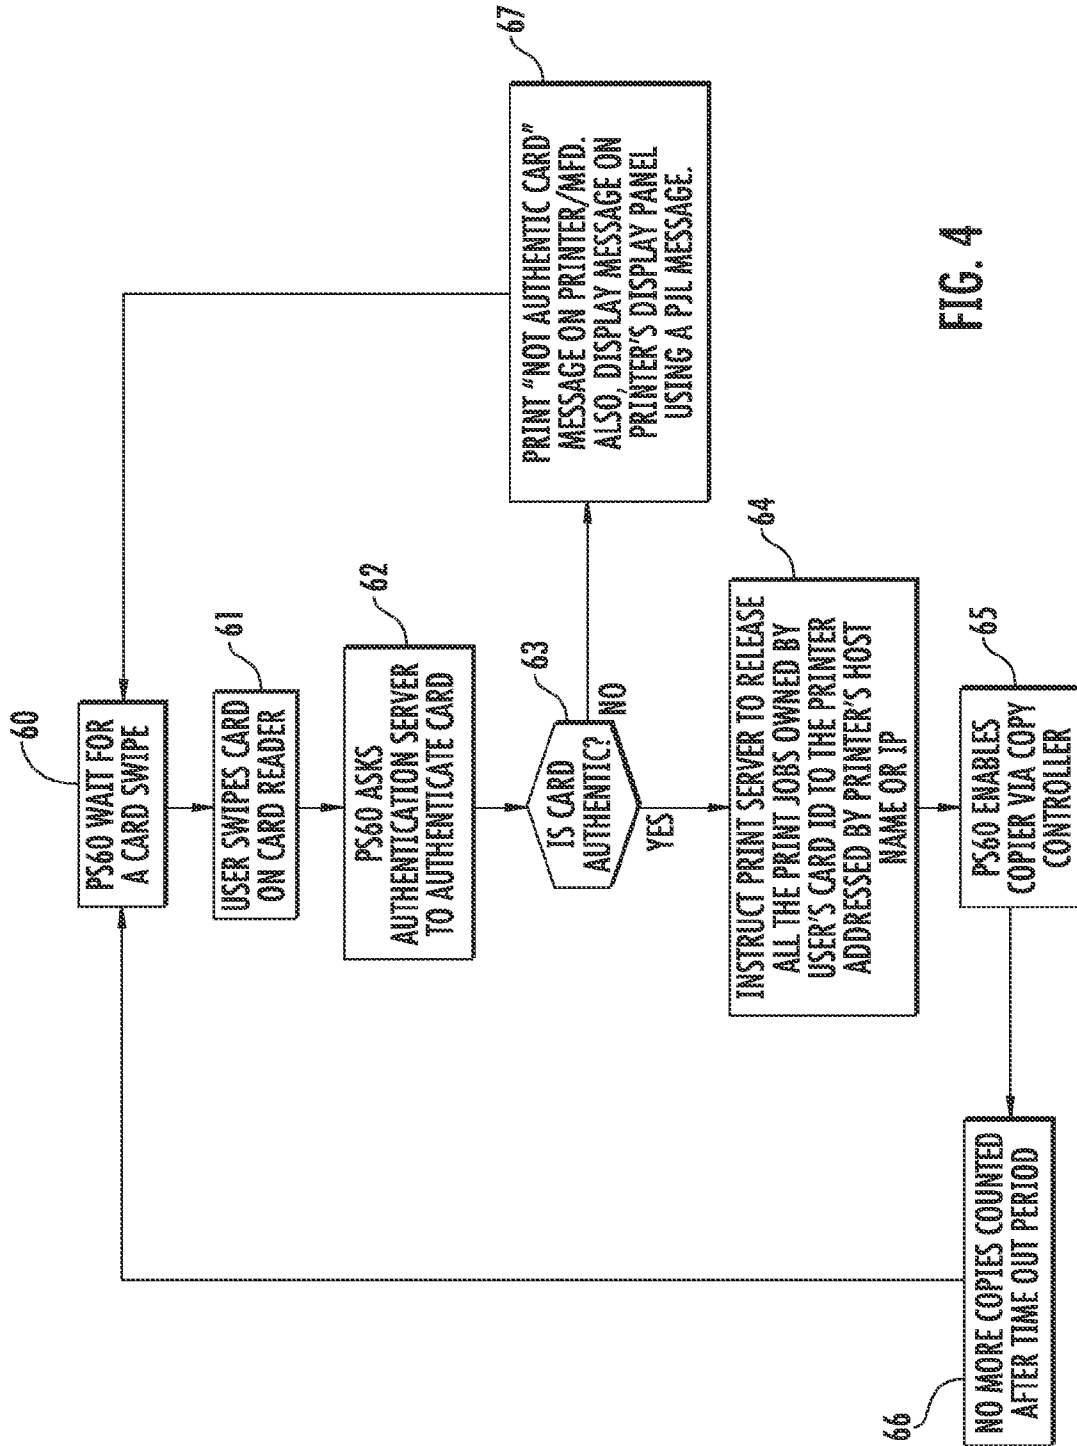 60
PS60 WAIT FOR
A CARD SWIPE
61
USER SWIPES CARD
ON CARD READER
62
PS60 ASKS
AUTHENTICATION SERVER
TO AUTHENTICATE CARD
63
IS CARD
AUTHENTIC?
NO
YES
67
PRINT “NOT AUTHENTIC CARD”
MESSAGE ON PRINTER/MFD.
ALSO, DISPLAY MESSAGE ON
PRINTER'S DISPLAY PANEL
USING A PJL MESSAGE.
64
INSTRUCT PRINT SERVER TO RELEASE
ALL THE PRINT JOBS OWNED BY
USER'S CARD ID TO THE PRINTER
ADDRESSED BY PRINTER'S HOST
NAME OR IP
65
PS60 ENABLES
COPIER VIA COPY
CONTROLLER
66
NO MORE COPIES COUNTED
AFTER TIME OUT PERIOD
FIG. 4